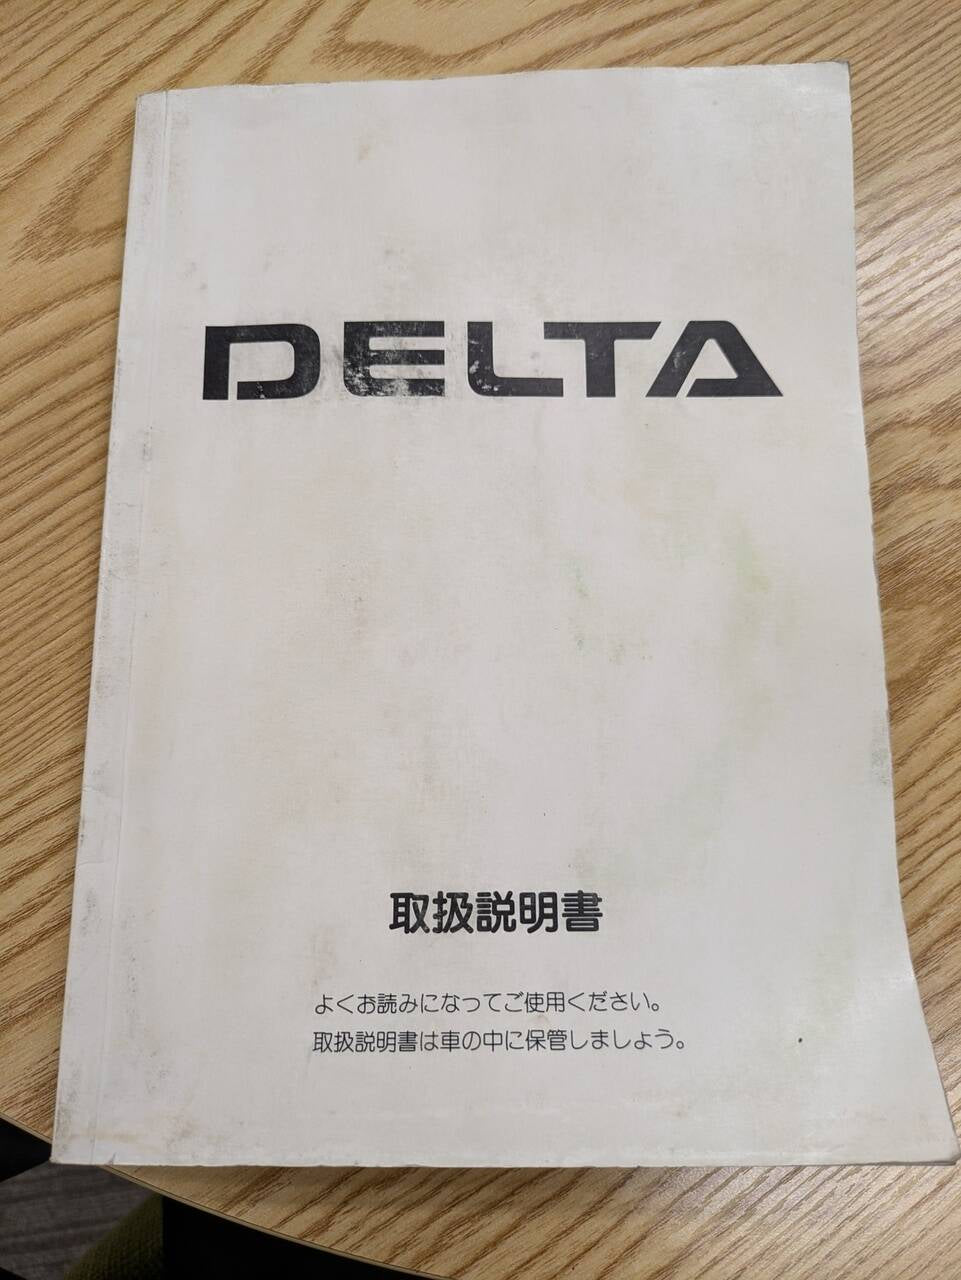 DELTA
取扱説明書
よくお読みになってご使用ください。
取扱説明書は車の中に保管しましょう。